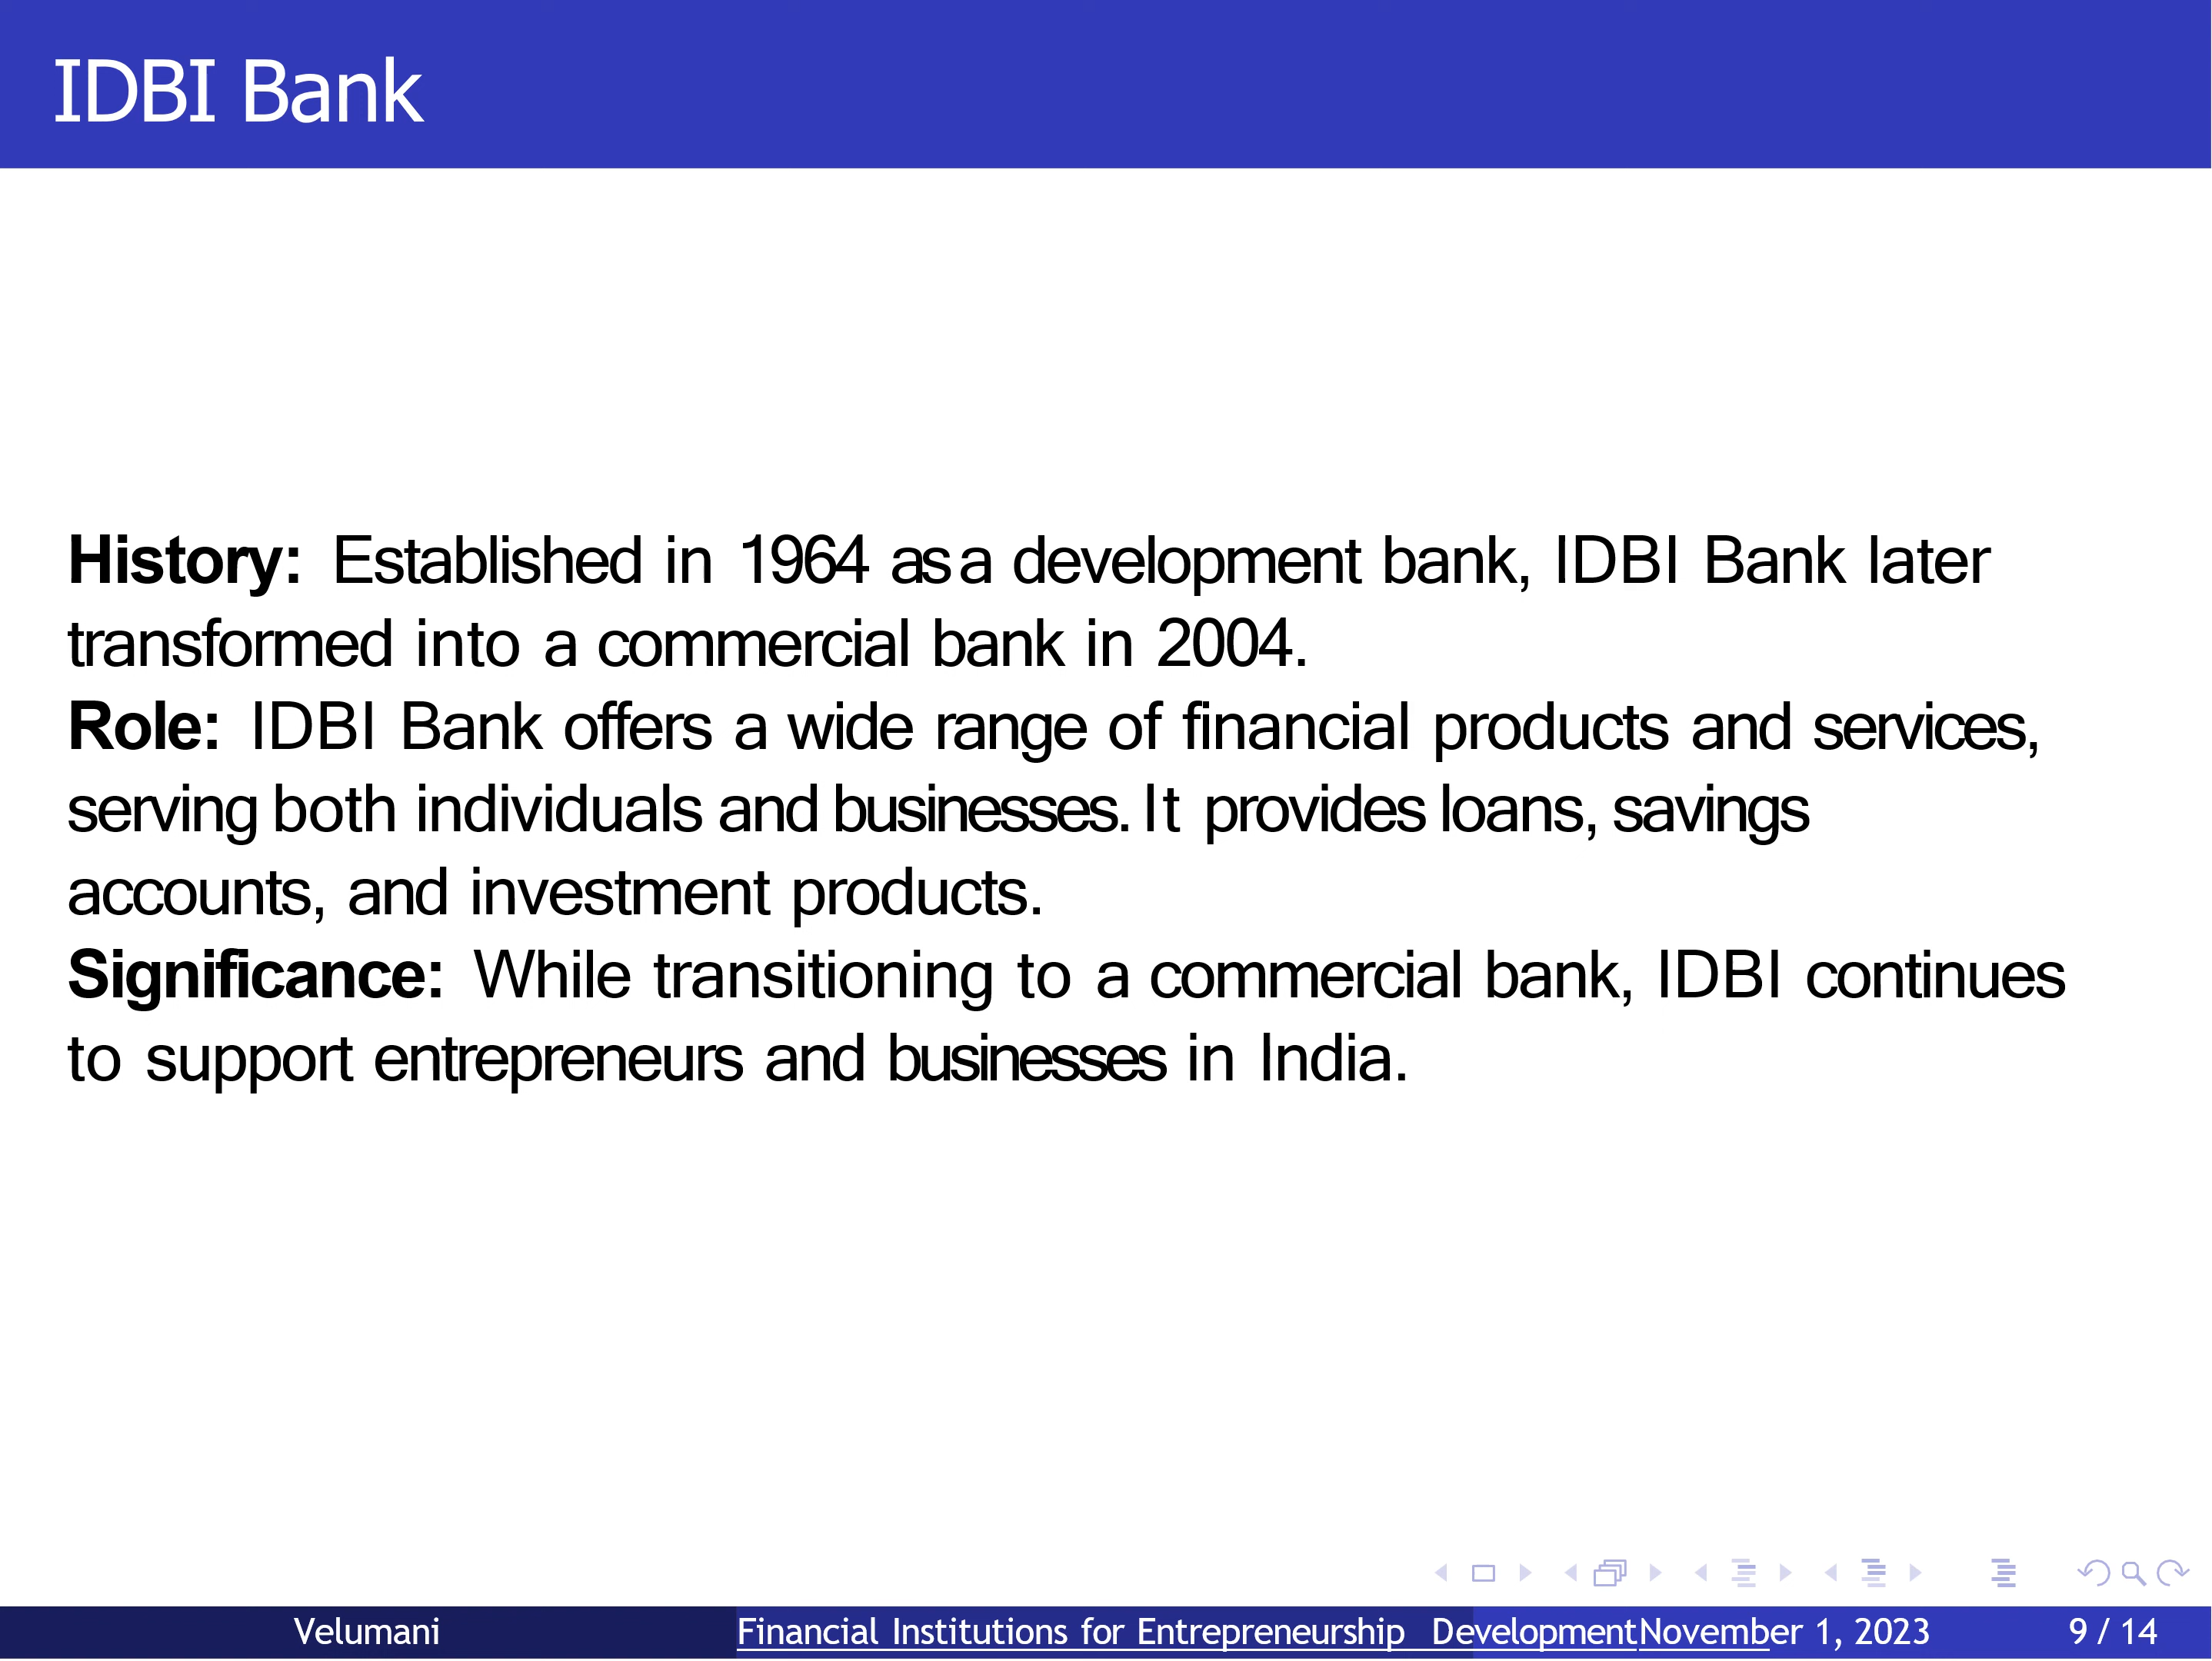 IDBI Bank
History: Established in 1964 as a development bank, IDBI Bank later
transformed into a commercial bank in 2004.
Role: IDBI Bank offers a wide range of financial products and services,
serving both individuals and businesses. It provides loans, savings
accounts, and investment products.
Significance: While transitioning to a commercial bank, IDBI continues
to support entrepreneurs and businesses in India.
Velumani Financial Institutions for Entrepreneurship Development November 1, 2023 9 / 14